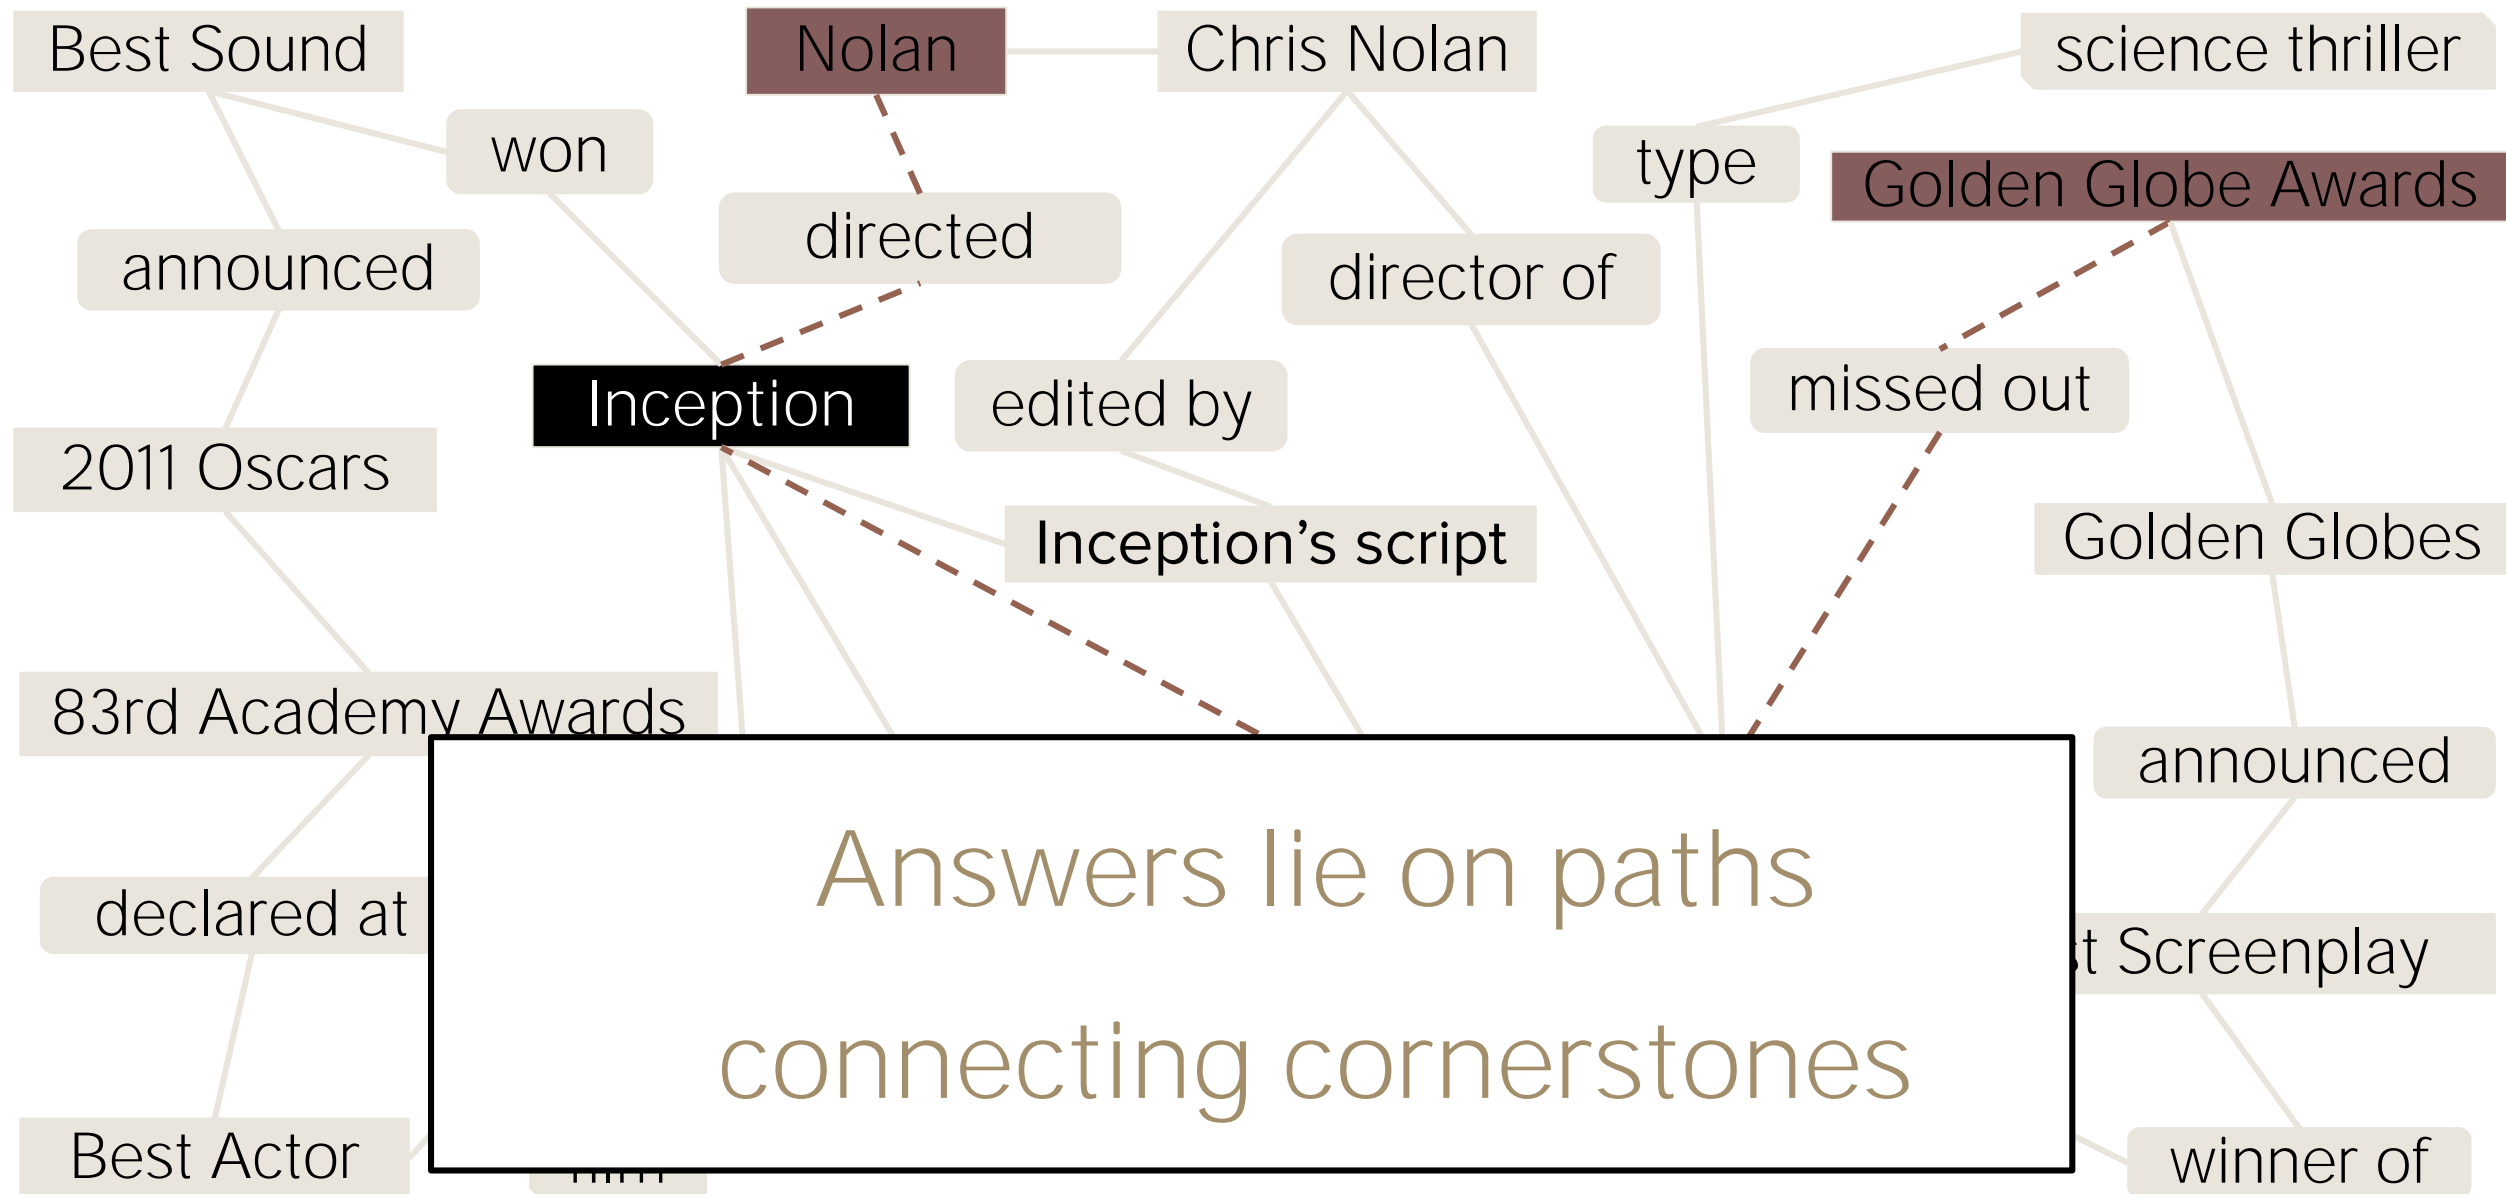 Best Sound
Nolan
Chris Nolan
science thriller
won
type
Golden Globe Awards
directed
announced
director of
Inception
edited by
missed out
2011 Oscars
Inception’s script
Golden Globes
83rd Academy Awards
announced
Answers lie on paths
connecting cornerstones
declared at
Screenplay
Best Actor
winner of